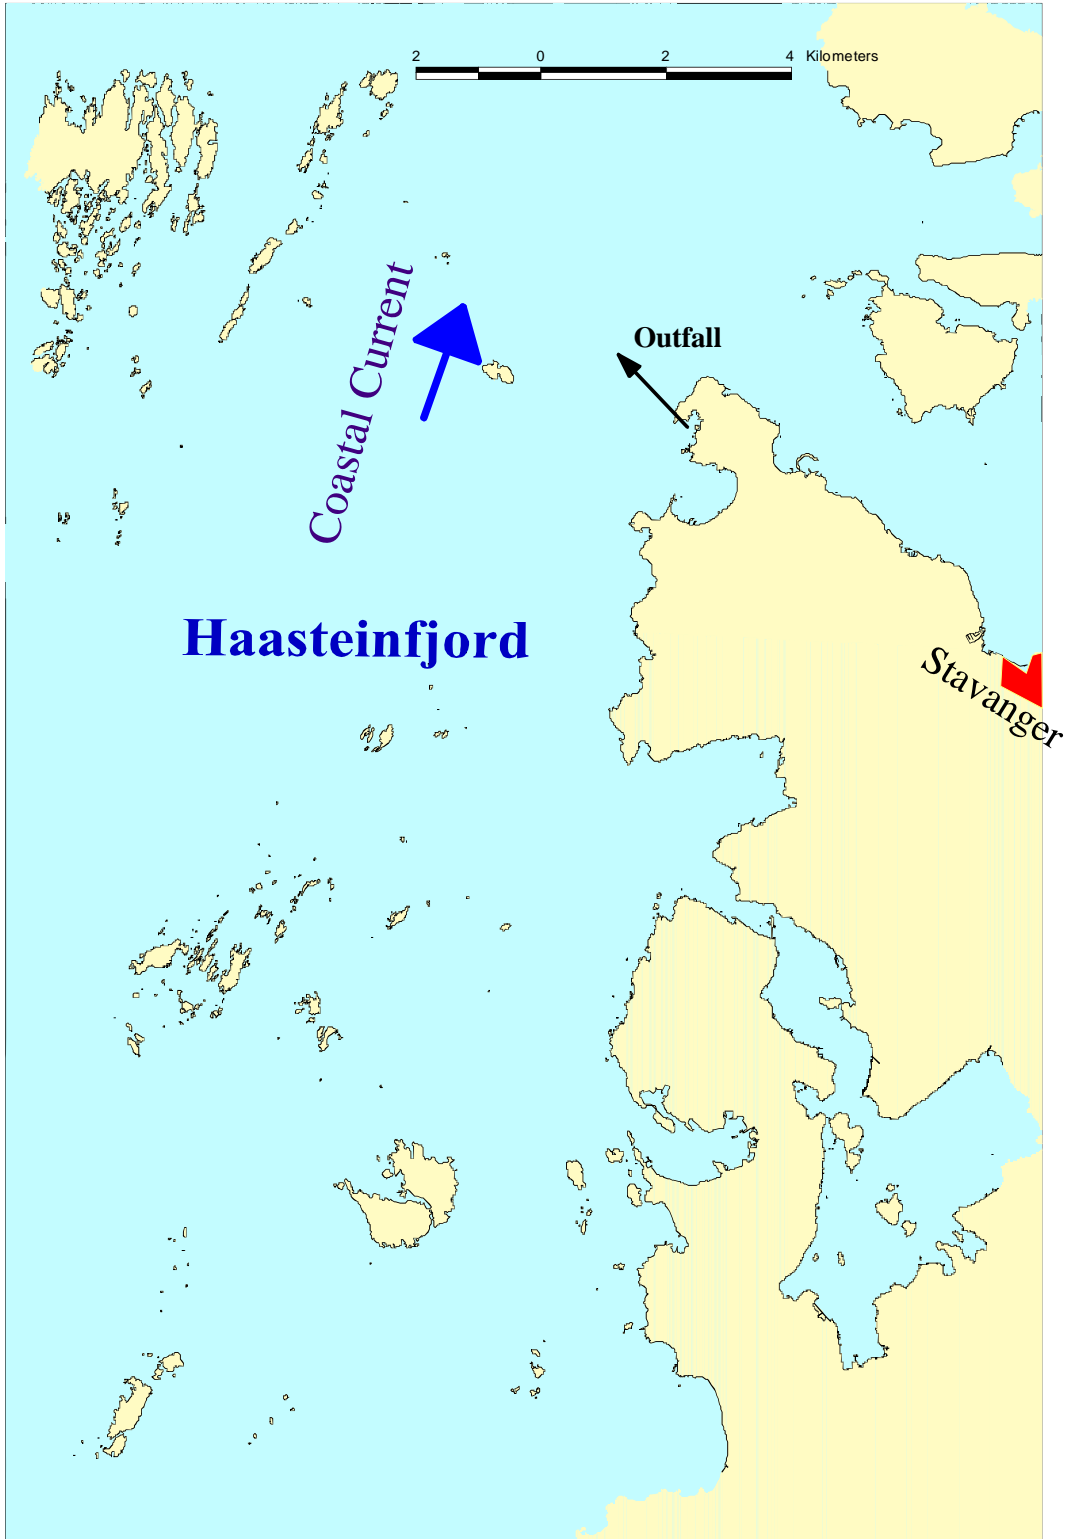 2 0 2 4 Kilometers
Outfall
Coastal Current
Haasteinfjord
Stavanger